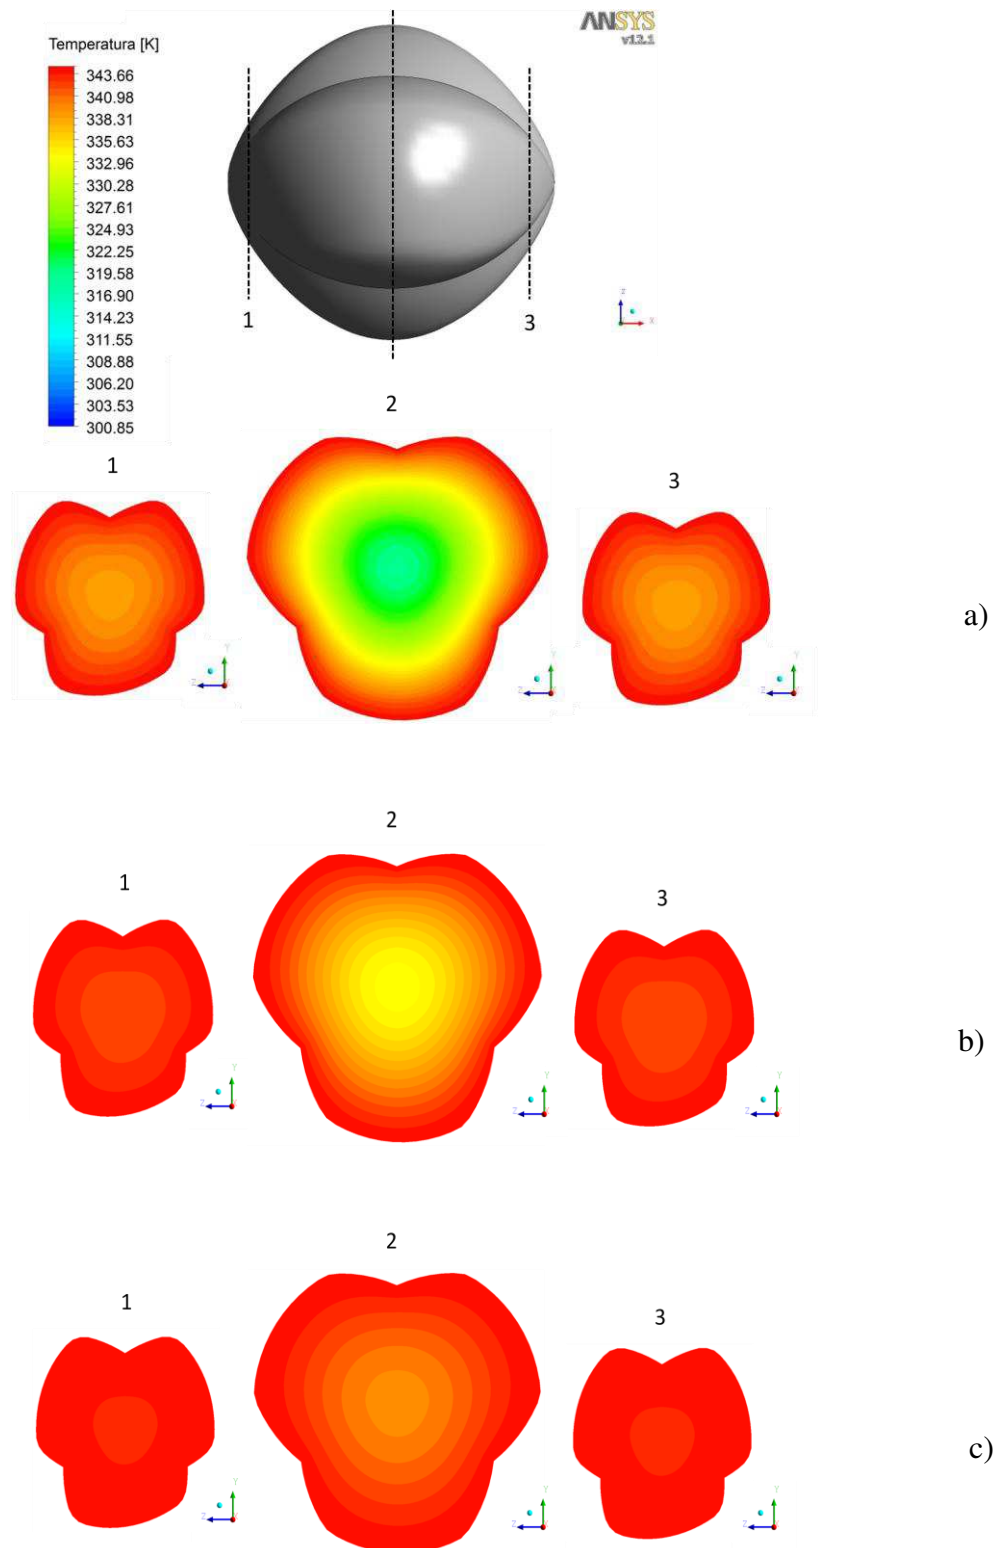 ANSYS
v12.1
Temperatura [K]
343.66
340.98
338.31
335.63
332.96
330.28
327.61
324.93
322.25
319.58
316.90
314.23
311.55
308.88
306.20
303.53
300.85
1
3
Z
X
2
1
3
a)
Y
Z
Y
Z
Y
Z
2
1
3
b)
Y
Z
Y
Z
Y
Z
2
1
3
c)
Y
Z
Y
Z
Y
Z